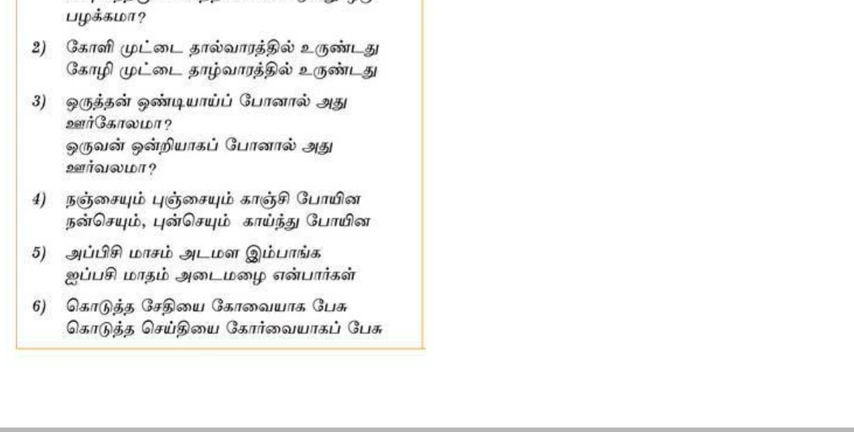 பழக்கமா?
2) கோளி முட்டை தால்வாரத்தில் உருண்டது
கோழி முட்டை தாழ்வாரத்தில் உருண்டது
3) ஒருத்தன் ஒண்டியாய்ப் போனால் அது
ஊர்கோலமா?
ஒருவன் ஒன்றியாகப் போனால் அது
ஊர்வலமா?
4) நஞ்சையும் புஞ்சையும் காஞ்சி போயின
நன்செயும், புன்செயும் காய்ந்து போயின
5) அப்பிசி மாசம் அடமள இம்பாங்க
ஐப்பசி மாதம் அடைமழை என்பார்கள்
6) கொடுத்த சேதியை கோவையாக பேசு
கொடுத்த செய்தியை கோர்வையாகப் பேசு